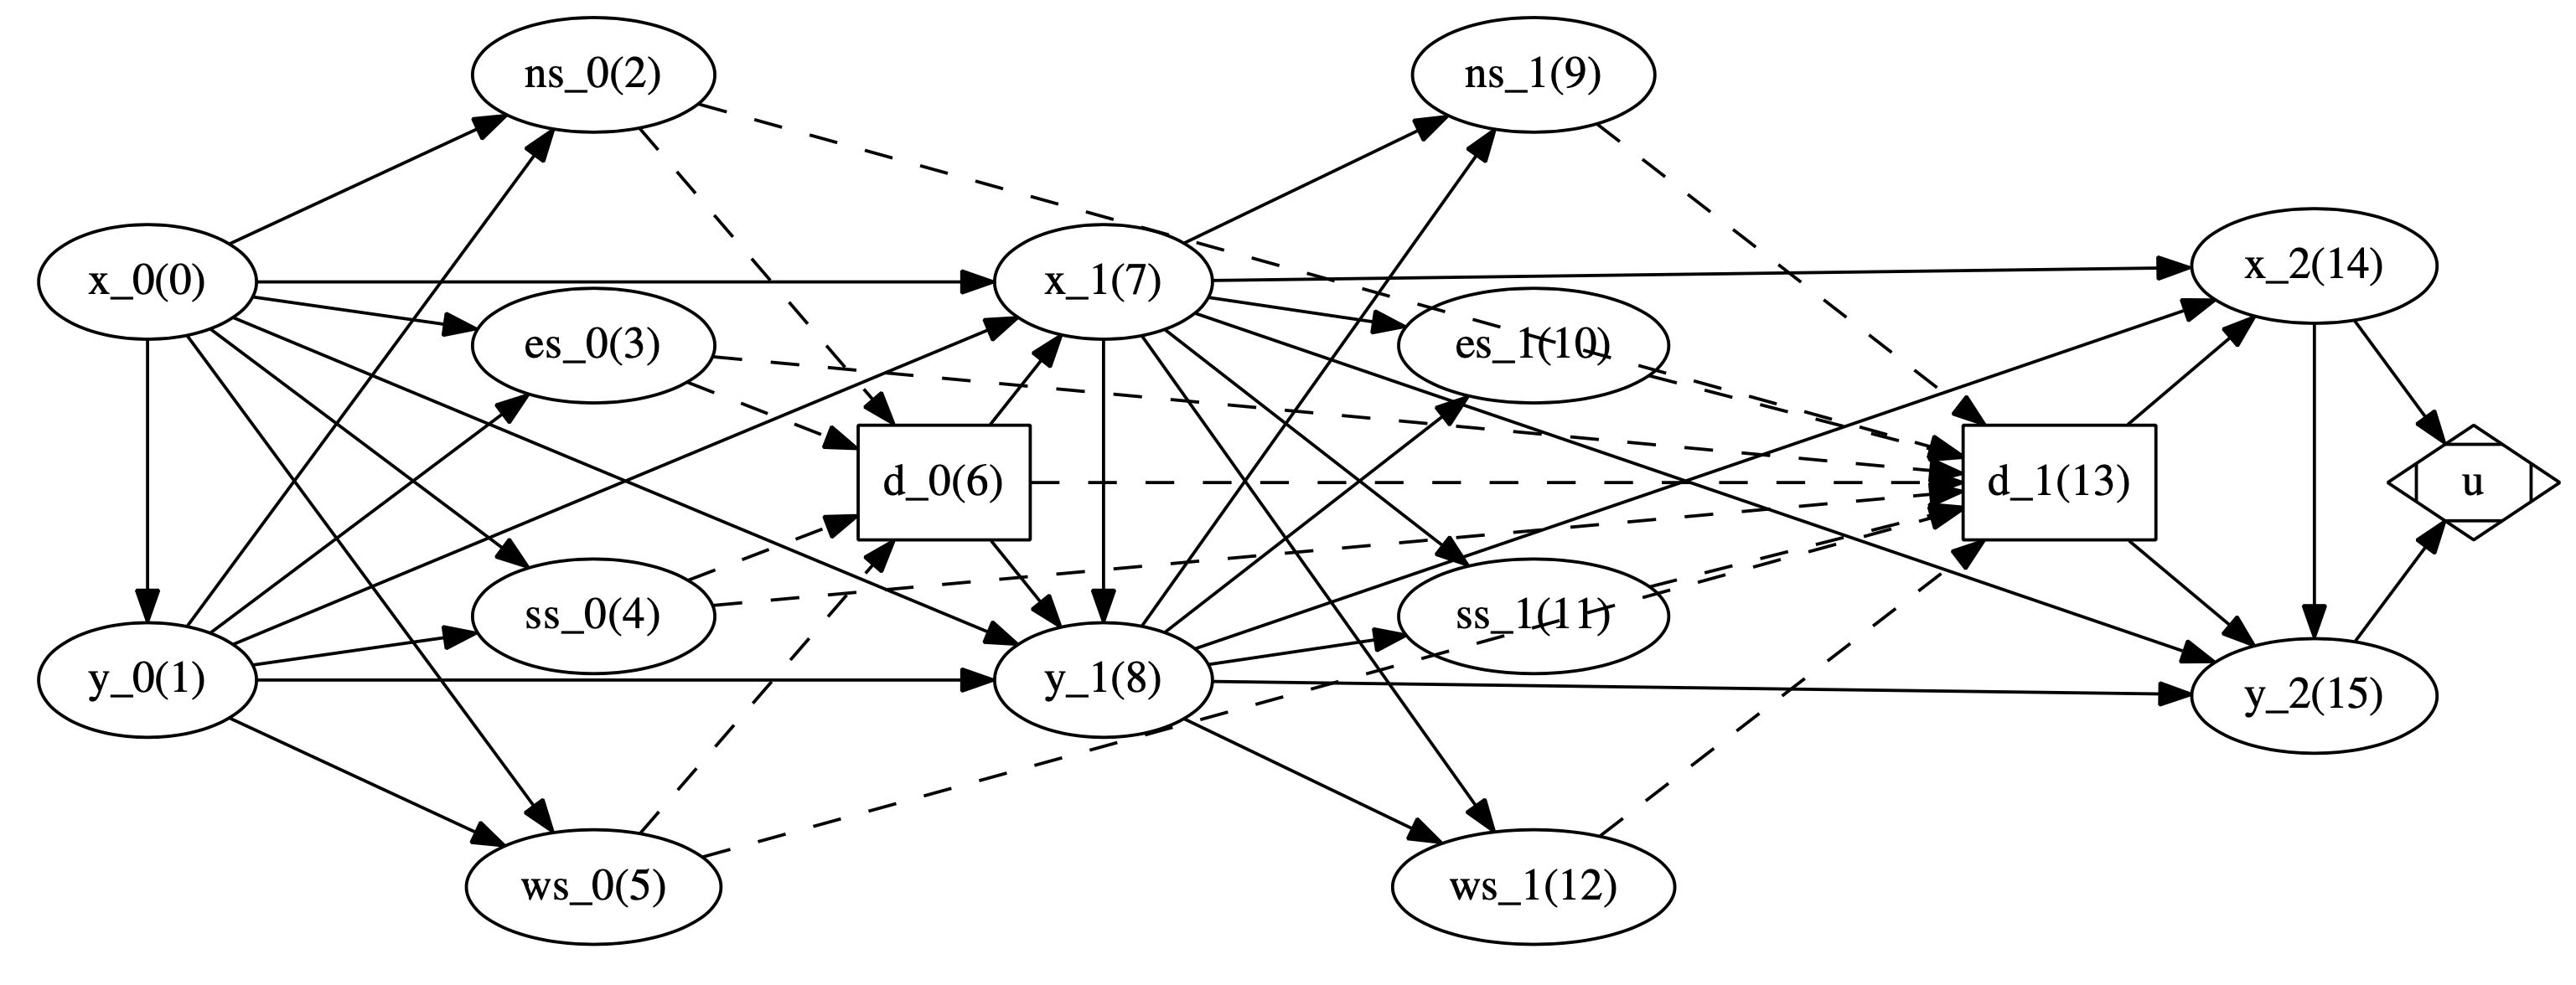 ns_0(2)
ns_1(9)
x_0(0)
x_1(7)
x_2(14)
es_0(3)
es_1(10)
d_0(6)
d_1(13)
u
ss_0(4)
ss_1(11)
y_0(1)
y_1(8)
y_2(15)
ws_0(5)
ws_1(12)